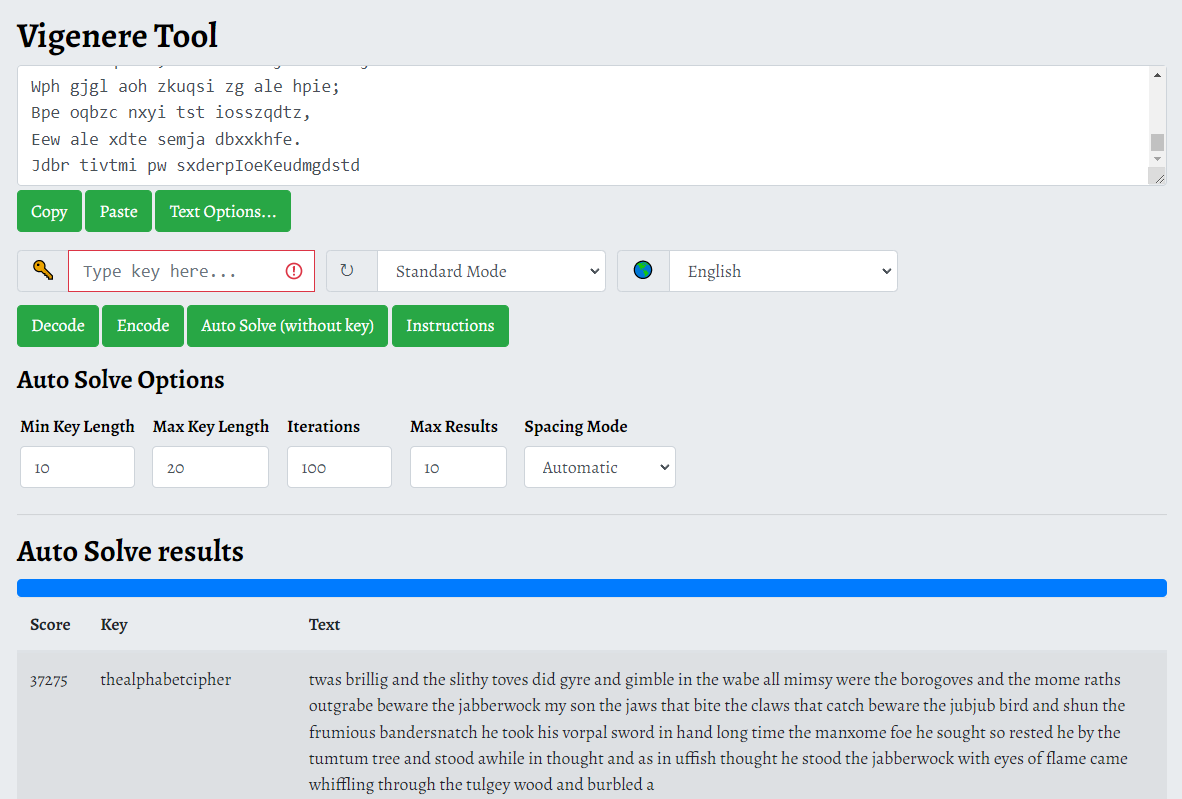 Vigenere Tool
Wph gjgl aoh zkuqsi zg ale hpie;
Bpe oqbzc nxyi tst iosszqdtz,
Eew ale xdte semja dbxxkhfe.
Jdbr tivtmi pw sxderpIoeKeudmgdstd
Copy Paste Text Options...
Type key here... Standard Mode English
Decode Encode Auto Solve (without key) Instructions
Auto Solve Options
Min Key Length Max Key Length Iterations Max Results Spacing Mode
10 20 100 10 Automatic
Auto Solve results
Score Key Text
37275 thealphabetcipher twas brillig and the slithy toves did gyre and gimble in the wabe all mimsy were the borogoves and the mome raths
outgrabe beware the jabberwock my son the jaws that bite the claws that catch beware the jubjub bird and shun the
frumious bandersnatch he took his vorpal sword in hand long time the manxome foe he sought so rested he by the
tumtum tree and stood awhile in thought and as in uffish thought he stood the jabberwock with eyes of flame came
whiffling through the tulgey wood and burbled a